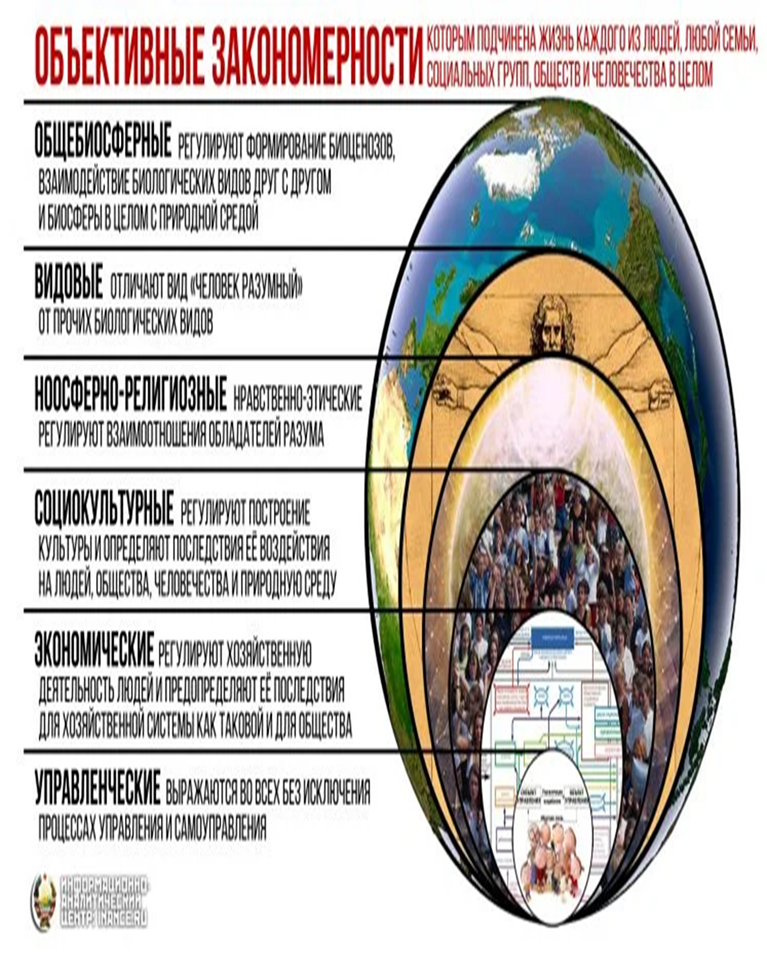 ОБЪЕКТИВНЫЕ ЗАКОНОМЕРНОСТИ
КОТОРЫМ ПОДЧИНЕНА ЖИЗНЬ КАЖДОГО ИЗ ЛЮДЕЙ, ЛЮБОЙ СЕМЬИ,
СОЦИАЛЬНЫХ ГРУПП, ОБЩЕСТВ И ЧЕЛОВЕЧЕСТВА В ЦЕЛОМ
ОБЩЕБИОСФЕРНЫЕ РЕГУЛИРУЮТ ФОРМИРОВАНИЕ БИОЦЕНОЗОВ,
ВЗАИМОДЕЙСТВИЕ БИОЛОГИЧЕСКИХ ВИДОВ ДРУГ С ДРУГОМ
И БИОСФЕРЫ В ЦЕЛОМ С ПРИРОДНОЙ СРЕДОЙ
ВИДОВЫЕ ОТЛИЧАЮТ ВИД «ЧЕЛОВЕК РАЗУМНЫЙ»
ОТ ПРОЧИХ БИОЛОГИЧЕСКИХ ВИДОВ
НООСФЕРНО-РЕЛИГИОЗНЫЕ НРАВСТВЕННО-ЭТИЧЕСКИЕ
РЕГУЛИРУЮТ ВЗАИМООТНОШЕНИЯ ОБЛАДАТЕЛЕЙ РАЗУМА
СОЦИОКУЛЬТУРНЫЕ РЕГУЛИРУЮТ ПОСТРОЕНИЕ
КУЛЬТУРЫ И ОПРЕДЕЛЯЮТ ПОСЛЕДСТВИЯ ЕЁ ВОЗДЕЙСТВИЯ
НА ЛЮДЕЙ, ОБЩЕСТВА, ЧЕЛОВЕЧЕСТВА И ПРИРОДНУЮ СРЕДУ
ЭКОНОМИЧЕСКИЕ РЕГУЛИРУЮТ ХОЗЯЙСТВЕННУЮ
ДЕЯТЕЛЬНОСТЬ ЛЮДЕЙ И ПРЕДОПРЕДЕЛЯЮТ ЕЁ ПОСЛЕДСТВИЯ
ДЛЯ ХОЗЯЙСТВЕННОЙ СИСТЕМЫ КАК ТАКОВОЙ И ДЛЯ ОБЩЕСТВА
УПРАВЛЕНЧЕСКИЕ ВЫРАЖАЮТСЯ ВО ВСЕХ БЕЗ ИСКЛЮЧЕНИЯ
ПРОЦЕССАХ УПРАВЛЕНИЯ И САМОУПРАВЛЕНИЯ
ИНФОРМАЦИОННО-
АНАЛИТИЧЕСКИЙ
ЦЕНТР: INANCE.RU